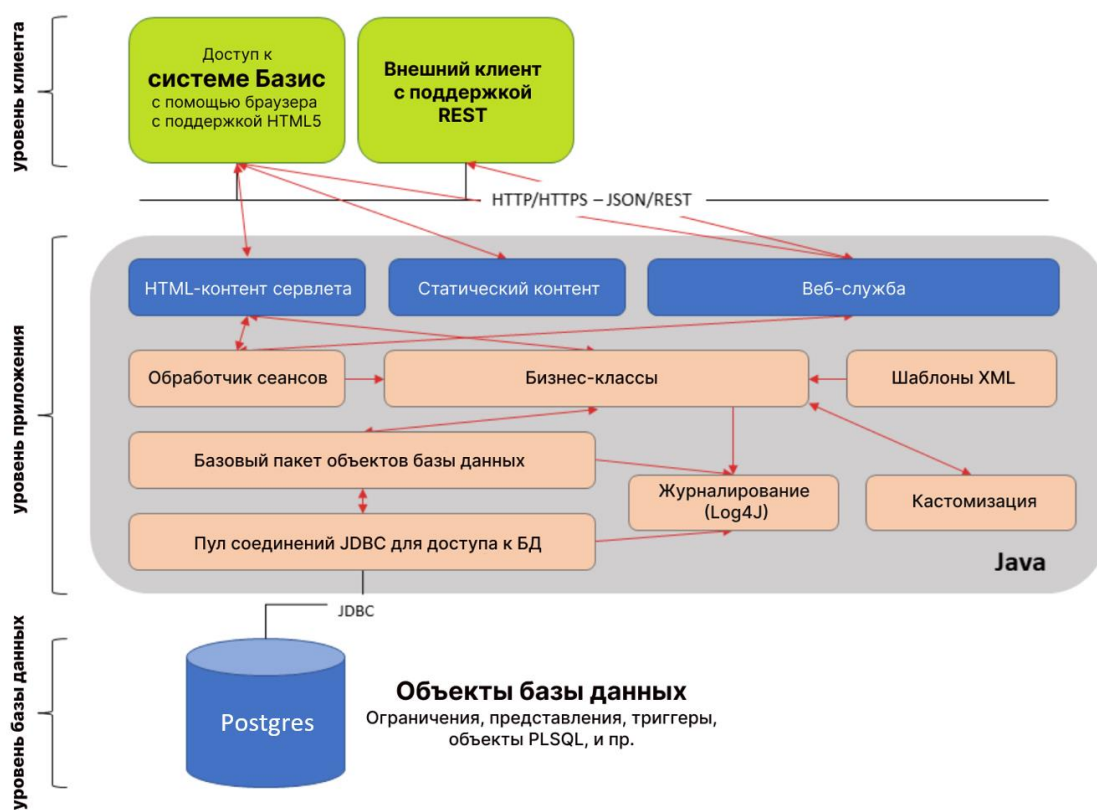 уровень клиента
Доступ к
системе Базис
с помощью браузера
с поддержкой HTML5
Внешний клиент
с поддержкой
REST
HTTP/HTTPS – JSON/REST
уровень приложения
HTML-контент сервлета
Статический контент
Веб-служба
Обработчик сеансов
Бизнес-классы
Шаблоны XML
Базовый пакет объектов базы данных
Журналирование
(Log4J)
Кастомизация
Пул соединений JDBC для доступа к БД
Java
JDBC
уровень базы данных
Postgres
Объекты базы данных
Ограничения, представления, триггеры,
объекты PLSQL, и пр.